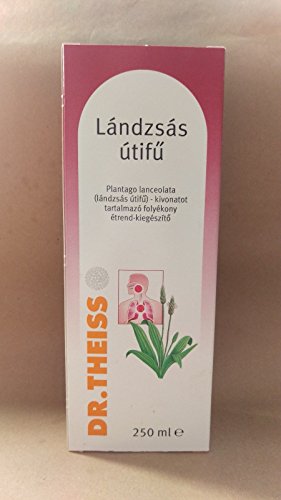 Lándzsás
útifű
Plantago lanceolata
(lándzsás útifű) - kivonatot
tartalmazó folyékony
étrend-kiegészítő
DR.THEISS
250 ml ℮